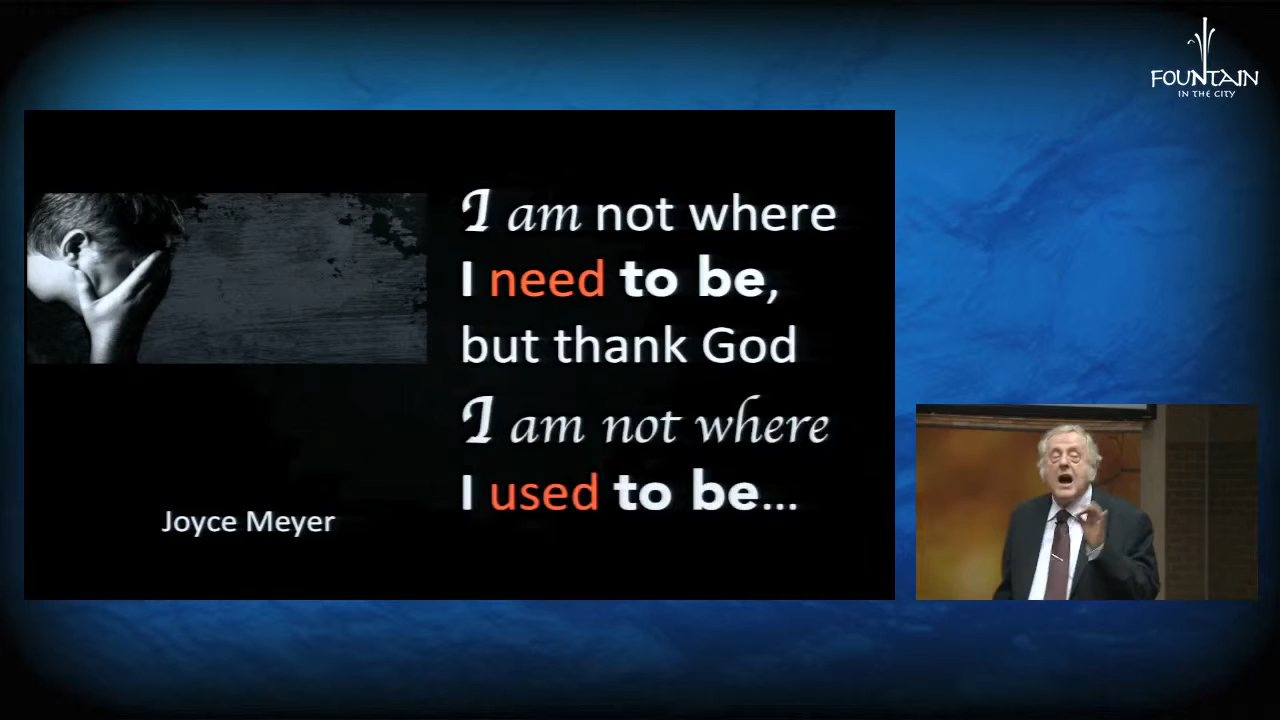 FOUNTAIN
IN THE CITY
I am not where
I need to be,
but thank God
I am not where
I used to be...
Joyce Meyer